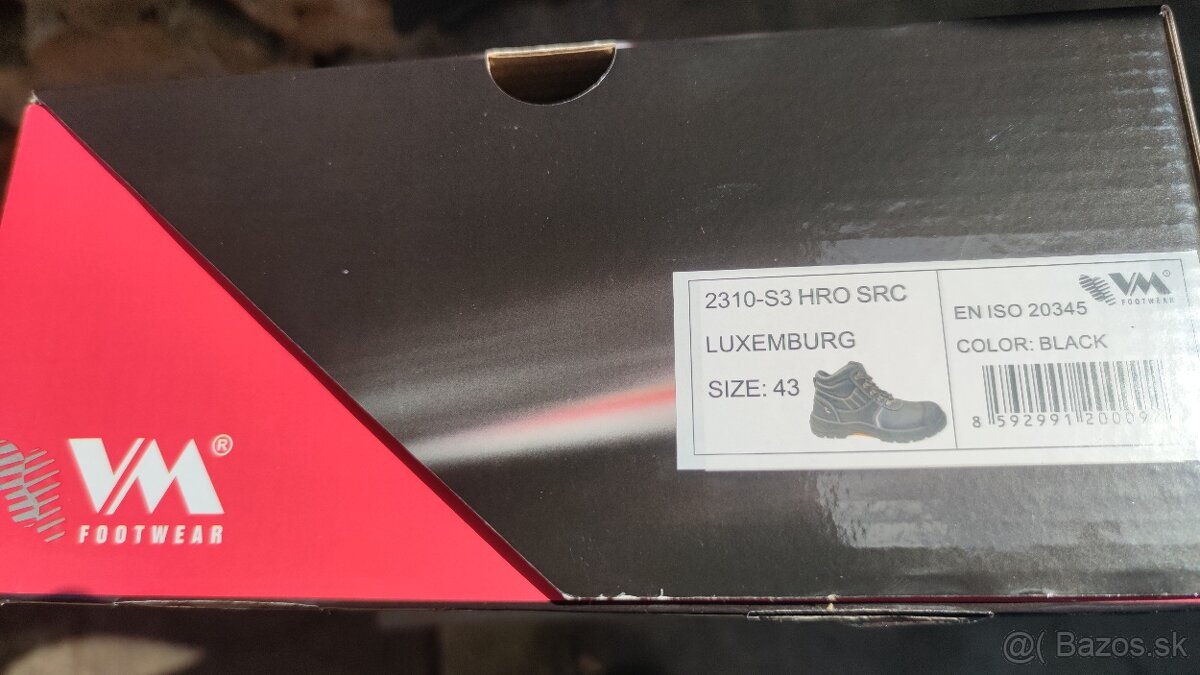 2310-S3 HRO SRC
LUXEMBURG
SIZE: 43
VM®
FOOTWEAR
EN ISO 20345
COLOR: BLACK
VM®
FOOTWEAR
@( Bazos.sk